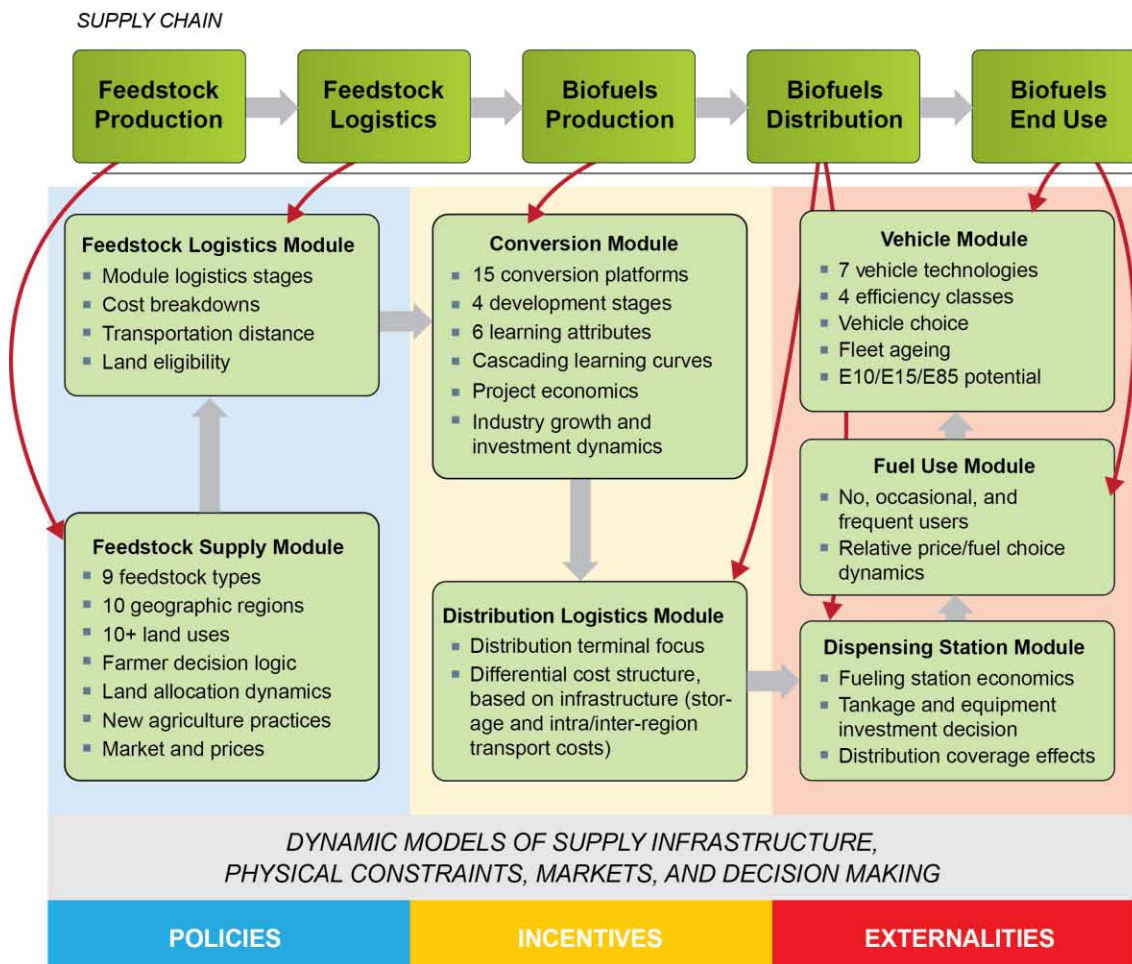 SUPPLY CHAIN
Feedstock
Production
Feedstock
Logistics
Biofuels
Production
Biofuels
Distribution
Biofuels
End Use
Feedstock Logistics Module
Module logistics stages
Cost breakdowns
Transportation distance
Land eligibility
Feedstock Supply Module
9 feedstock types
10 geographic regions
10+ land uses
Farmer decision logic
Land allocation dynamics
New agriculture practices
Market and prices
Conversion Module
15 conversion platforms
4 development stages
6 learning attributes
Cascading learning curves
Project economics
Industry growth and
investment dynamics
Distribution Logistics Module
Distribution terminal focus
Differential cost structure,
based on infrastructure (stor-
age and intra/inter-region
transport costs)
Vehicle Module
7 vehicle technologies
4 efficiency classes
Vehicle choice
Fleet ageing
E10/E15/E85 potential
Fuel Use Module
No, occasional, and
frequent users
Relative price/fuel choice
dynamics
Dispensing Station Module
Fueling station economics
Tankage and equipment
investment decision
Distribution coverage effects
DYNAMIC MODELS OF SUPPLY INFRASTRUCTURE,
PHYSICAL CONSTRAINTS, MARKETS, AND DECISION MAKING
POLICIES
INCENTIVES
EXTERNALITIES